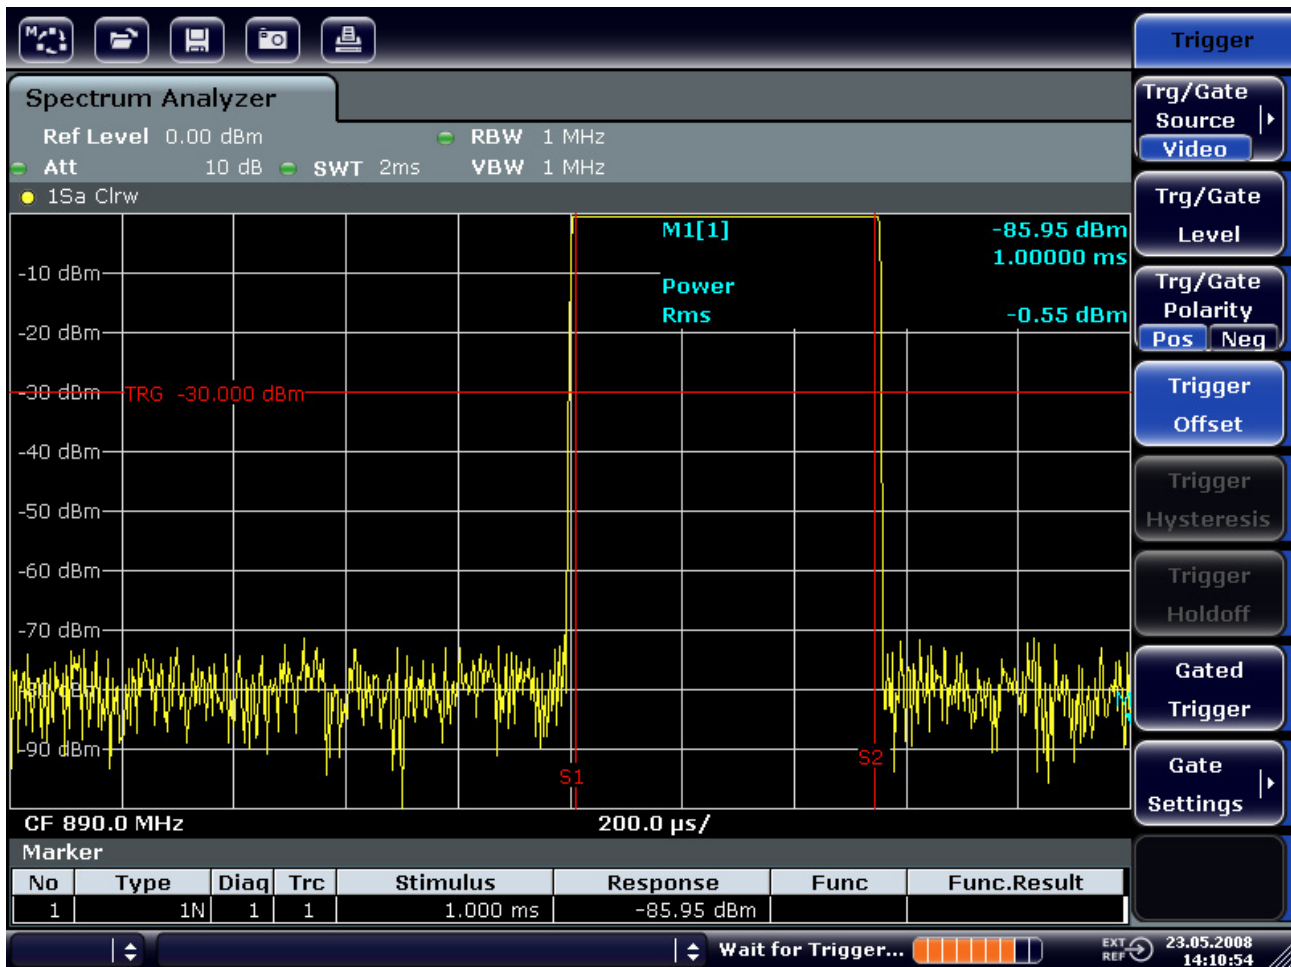 Trigger
Spectrum Analyzer
Ref Level 0.00 dBm RBW 1 MHz
Att 10 dB SWT 2ms VBW 1 MHz
1Sa Clrw
M1[1] -85.95 dBm
1.00000 ms
Power
Rms -0.55 dBm
-10 dBm
-20 dBm
-30 dBm
TRG -30.000 dBm
-40 dBm
-50 dBm
-60 dBm
-70 dBm
-80 dBm
-90 dBm
S1
S2
CF 890.0 MHz 200.0 µs/
Marker
No Type Diag Trc Stimulus Response Func Func.Result
1 1N 1 1 1.000 ms -85.95 dBm
Wait for Trigger...
EXT
REF
23.05.2008
14:10:54
Trg/Gate
Source
Video
Trg/Gate
Level
Trg/Gate
Polarity
Pos Neg
Trigger
Offset
Trigger
Hysteresis
Trigger
Holdoff
Gated
Trigger
Gate
Settings